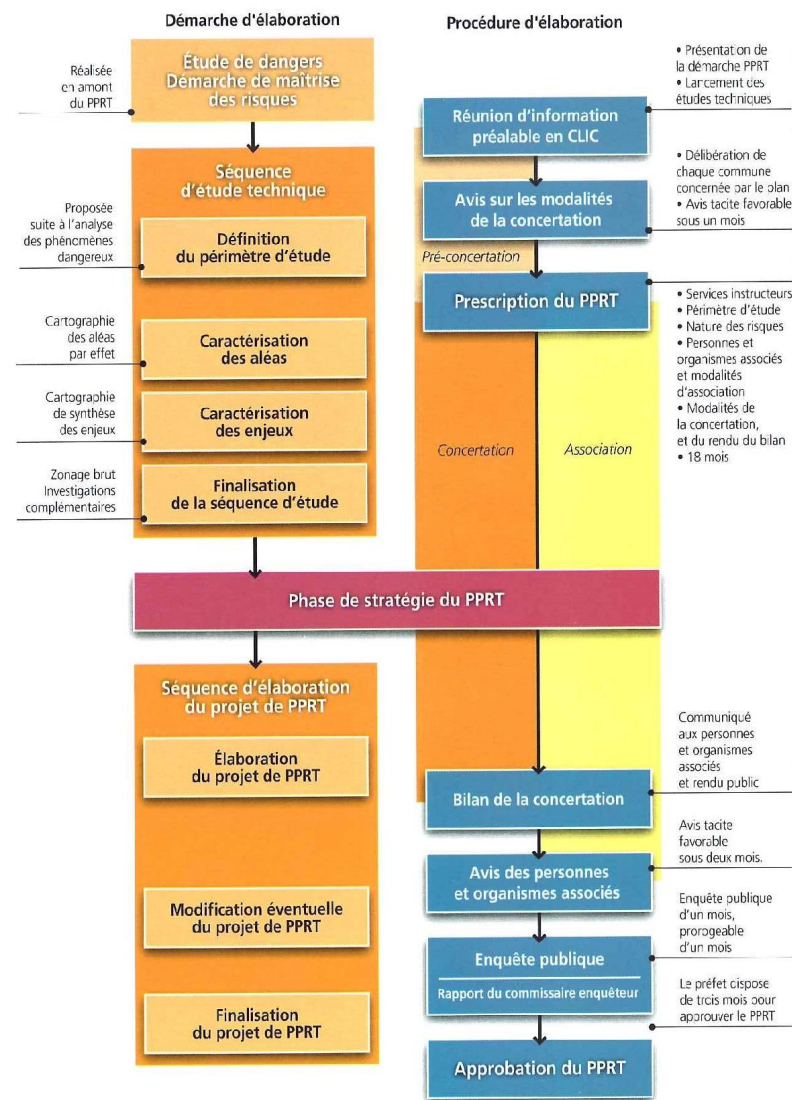 Démarche d'élaboration
Réalisée
en amont
du PPRT
Étude de dangers
Démarche de maîtrise
des risques
Séquence
d'étude technique
Proposée
suite à l'analyse
des phénomènes
dangereux
Définition
du périmètre d'étude
Cartographie
des aléas
par effet
Caractérisation
des aléas
Cartographie
de synthèse
des enjeux
Caractérisation
des enjeux
Zonage brut
Investigations
complémentaires
Finalisation
de la séquence d'étude
Phase de stratégie du PPRT
Séquence d'élaboration
du projet de PPRT
Élaboration
du projet de PPRT
Modification éventuelle
du projet de PPRT
Finalisation
du projet de PPRT
Procédure d'élaboration
• Présentation de
la démarche PPRT
• Lancement des
études techniques
Réunion d'information
préalable en CLIC
• Délibération de
chaque commune
concernée par le plan
• Avis tacite favorable
sous un mois
Avis sur les modalités
de la concertation
Pré-concertation
Prescription du PPRT
• Services instructeurs
• Périmètre d'étude
• Nature des risques
• Personnes et
organismes associés
et modalités
d'association
• Modalités de
la concertation,
et du rendu du bilan
• 18 mois
Concertation
Association
Communiqué
aux personnes
et organismes
associés
et rendu public
Bilan de la concertation
Avis tacite
favorable
sous deux mois.
Avis des personnes
et organismes associés
Enquête publique
d'un mois,
prorogeable
d'un mois
Enquête publique
Rapport du commissaire enquêteur
Le préfet dispose
de trois mois pour
approuver le PPRT
Approbation du PPRT